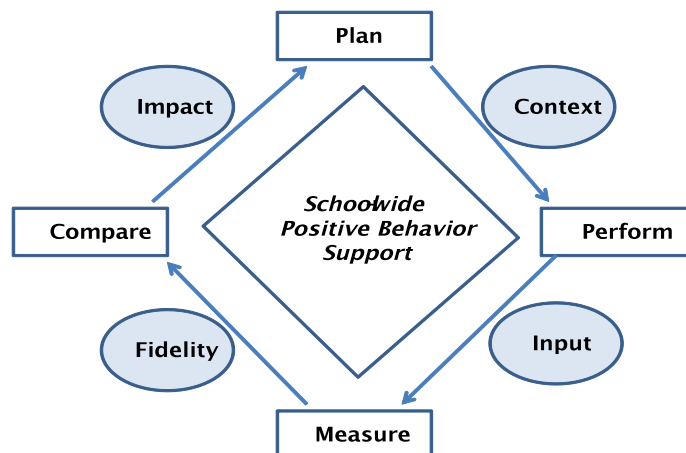 Plan
Impact
Context
Schoolwide
Positive Behavior
Support
Compare
Perform
Fidelity
Input
Measure